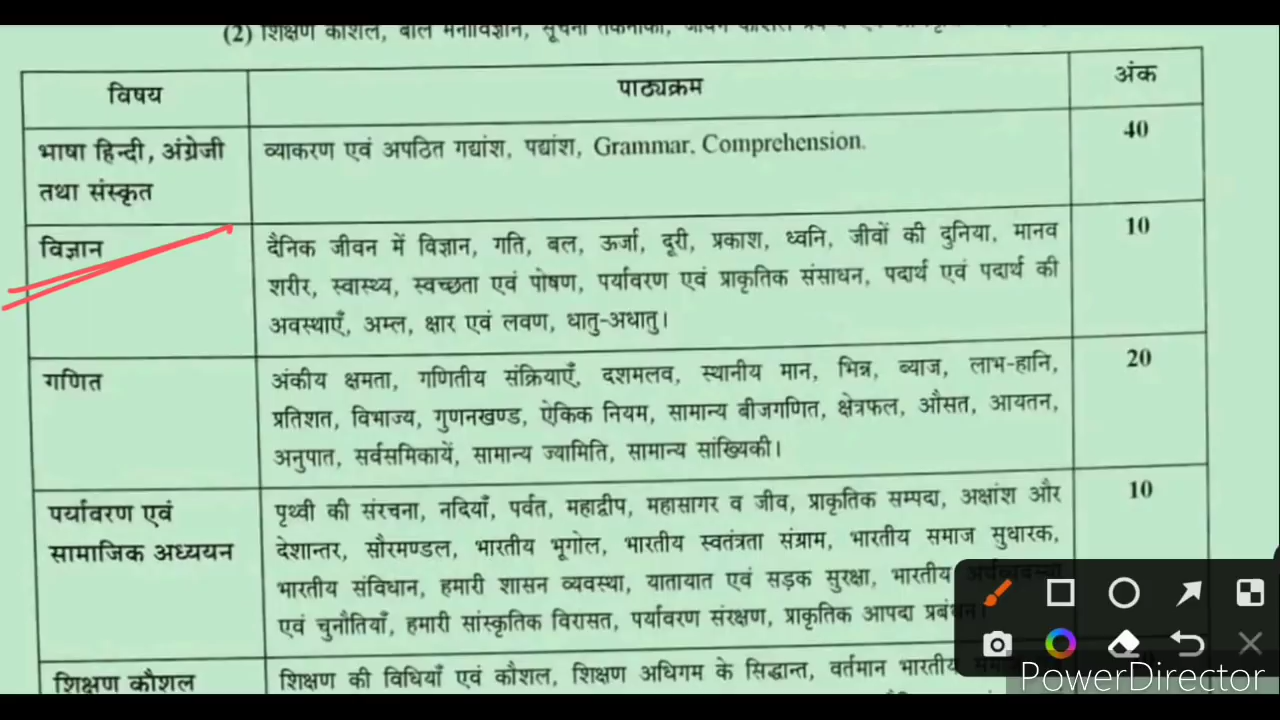 (2) शिक्षण कौशल, बाल मनोविज्ञान, सूचना तकनीकी, जीवन कौशल
विषय
पाठ्यक्रम
अंक
भाषा हिन्दी, अंग्रेजी
तथा संस्कृत
व्याकरण एवं अपठित गद्यांश, पद्यांश, Grammar. Comprehension.
40
विज्ञान
दैनिक जीवन में विज्ञान, गति, बल, ऊर्जा, दूरी, प्रकाश, ध्वनि, जीवों की दुनिया, मानव
शरीर, स्वास्थ्य, स्वच्छता एवं पोषण, पर्यावरण एवं प्राकृतिक संसाधन, पदार्थ एवं पदार्थ की
अवस्थाएँ, अम्ल, क्षार एवं लवण, धातु-अधातु।
10
गणित
अंकीय क्षमता, गणितीय संक्रियाएँ, दशमलव, स्थानीय मान, भिन्न, ब्याज, लाभ-हानि,
प्रतिशत, विभाज्य, गुणनखण्ड, ऐकिक नियम, सामान्य बीजगणित, क्षेत्रफल, औसत, आयतन,
अनुपात, सर्वसमिकायें, सामान्य ज्यामिति, सामान्य सांख्यिकी।
20
पर्यावरण एवं
सामाजिक अध्ययन
पृथ्वी की संरचना, नदियाँ, पर्वत, महाद्वीप, महासागर व जीव, प्राकृतिक सम्पदा, अक्षांश और
देशान्तर, सौरमण्डल, भारतीय भूगोल, भारतीय स्वतंत्रता संग्राम, भारतीय समाज सुधारक,
भारतीय संविधान, हमारी शासन व्यवस्था, यातायात एवं सड़क सुरक्षा, भारतीय अर्थव्यवस्था
एवं चुनौतियाँ, हमारी सांस्कृतिक विरासत, पर्यावरण संरक्षण, प्राकृतिक आपदा प्रबंधन।
10
शिक्षण कौशल
शिक्षण की विधियाँ एवं कौशल, शिक्षण अधिगम के सिद्धान्त, वर्तमान भारतीय
PowerDirector